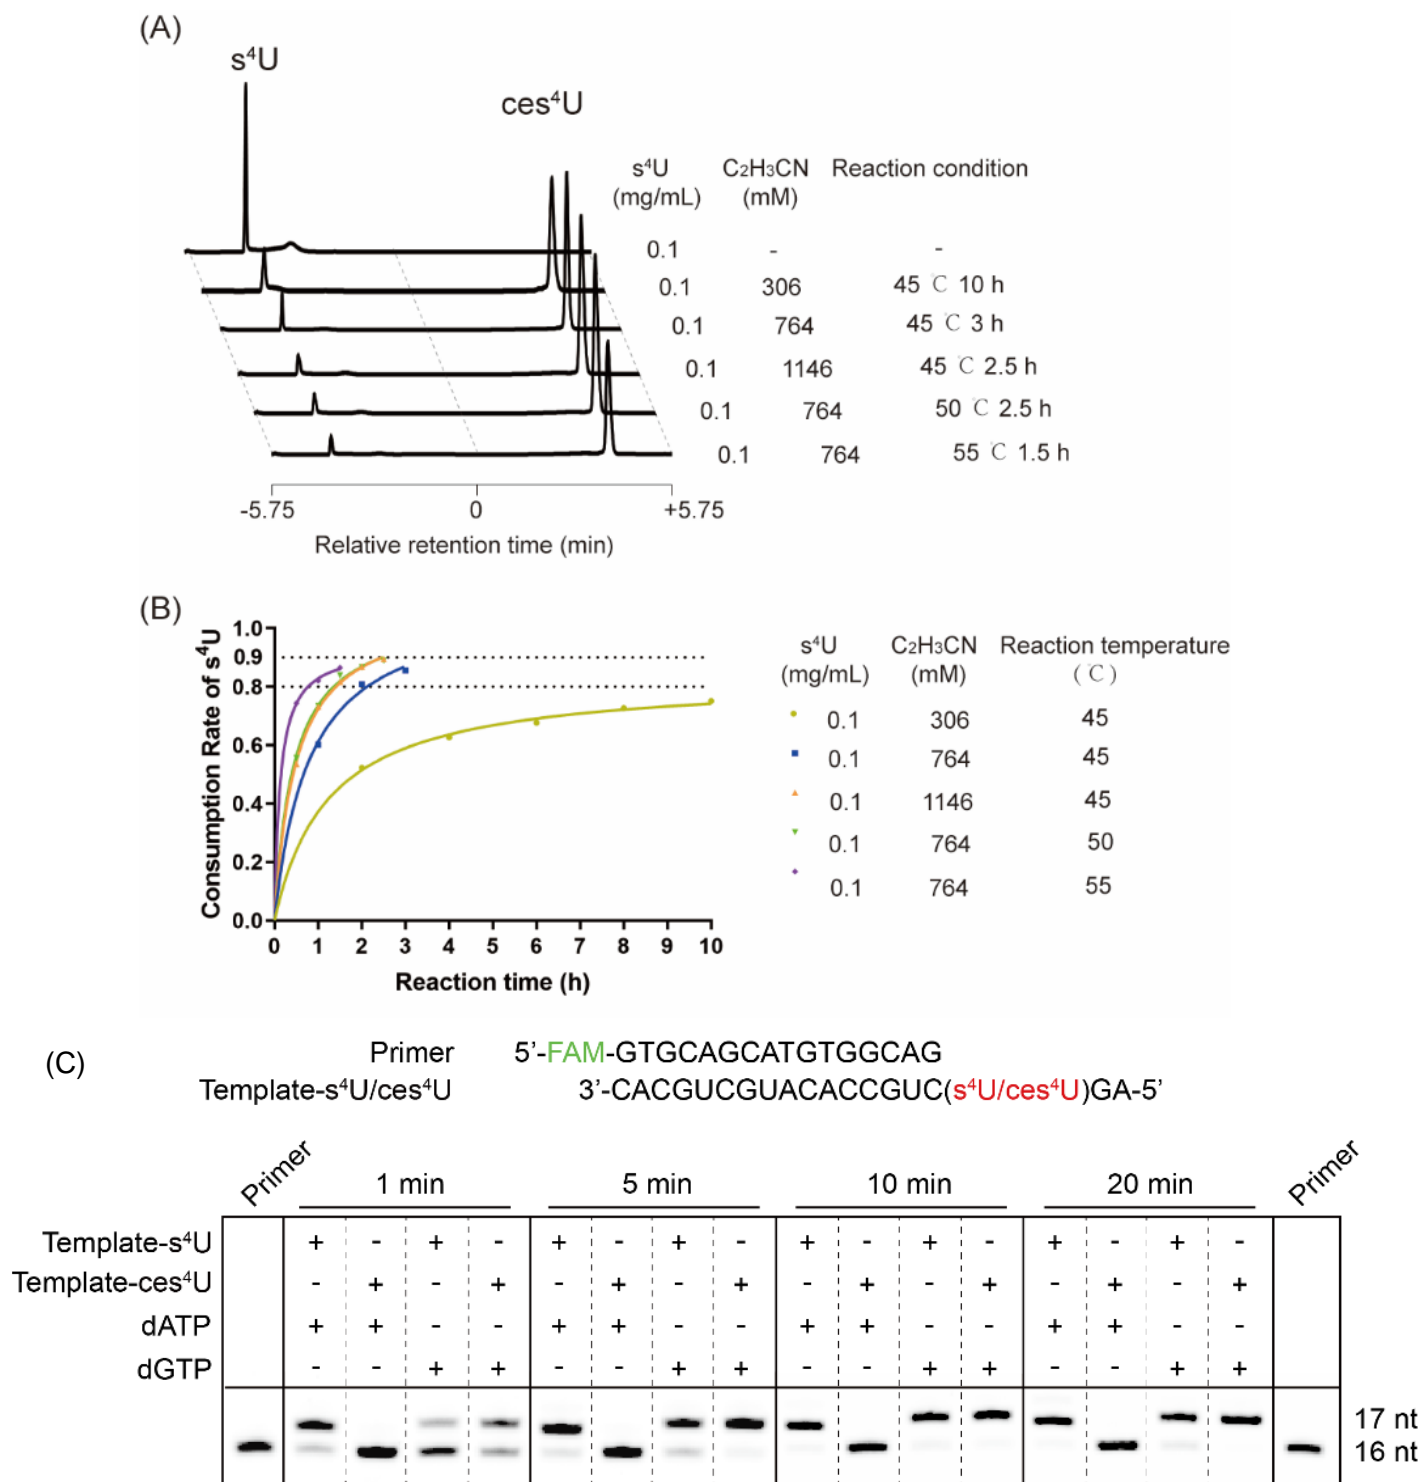 (A)
s⁴U
ces⁴U
s⁴U C₂H₃CN Reaction condition
(mg/mL) (mM)
0.1 - -
0.1 306 45 ℃ 10 h
0.1 764 45 ℃ 3 h
0.1 1146 45 ℃ 2.5 h
0.1 764 50 ℃ 2.5 h
0.1 764 55 ℃ 1.5 h
-5.75 0 +5.75
Relative retention time (min)
(B)
Consumption Rate of s⁴U
1.0
0.9
0.8
0.6
0.4
0.2
0.0
0 1 2 3 4 5 6 7 8 9 10
Reaction time (h)
s⁴U C₂H₃CN Reaction temperature
(mg/mL) (mM) (℃)
0.1 306 45
0.1 764 45
0.1 1146 45
0.1 764 50
0.1 764 55
(C)
Primer 5'-FAM-GTGCAGCATGTGGCAG
Template-s⁴U/ces⁴U 3'-CACGUCGUACACCGUC(s⁴U/ces⁴U)GA-5'
Primer 1 min 5 min 10 min 20 min Primer
Template-s⁴U + - + - + - + - + - + - + - + -
Template-ces⁴U - + - + - + - + - + - + - + - +
dATP + + - - + + - - + + - - + + - -
dGTP - - + + - - + + - - + + - - + +
17 nt
16 nt